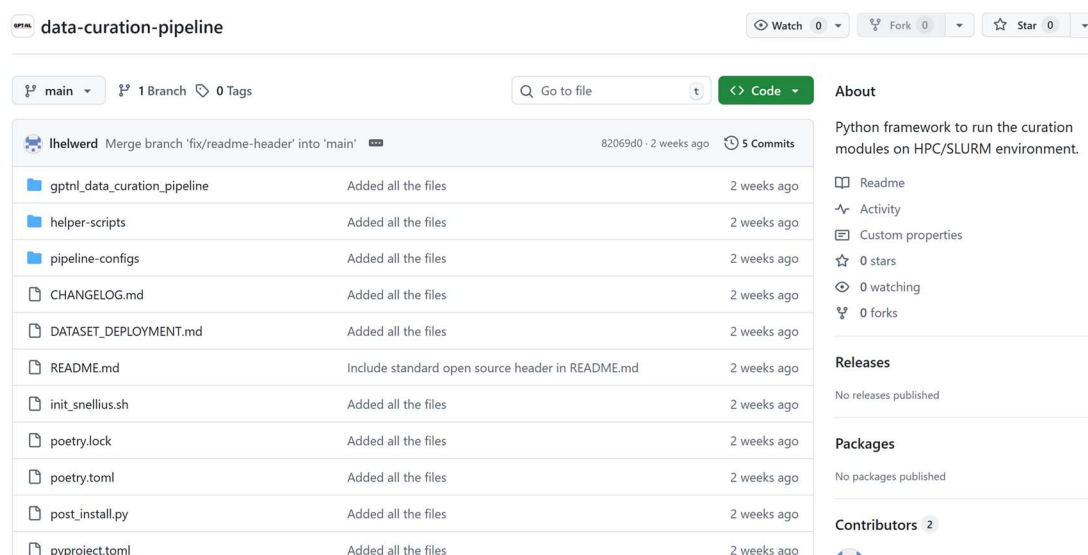 GPT-NL data-curation-pipeline
Watch 0
Fork 0
Star 0
main
1 Branch
0 Tags
Go to file
t
Code
lhelwerd Merge branch 'fix/readme-header' into 'main'
82069d0 · 2 weeks ago
5 Commits
gptnl_data_curation_pipeline Added all the files 2 weeks ago
helper-scripts Added all the files 2 weeks ago
pipeline-configs Added all the files 2 weeks ago
CHANGELOG.md Added all the files 2 weeks ago
DATASET_DEPLOYMENT.md Added all the files 2 weeks ago
README.md Include standard open source header in README.md 2 weeks ago
init_snellius.sh Added all the files 2 weeks ago
poetry.lock Added all the files 2 weeks ago
poetry.toml Added all the files 2 weeks ago
post_install.py Added all the files 2 weeks ago
pyproject.toml Added all the files 2 weeks ago
About
Python framework to run the curation
modules on HPC/SLURM environment.
Readme
Activity
Custom properties
0 stars
0 watching
0 forks
Releases
No releases published
Packages
No packages published
Contributors 2